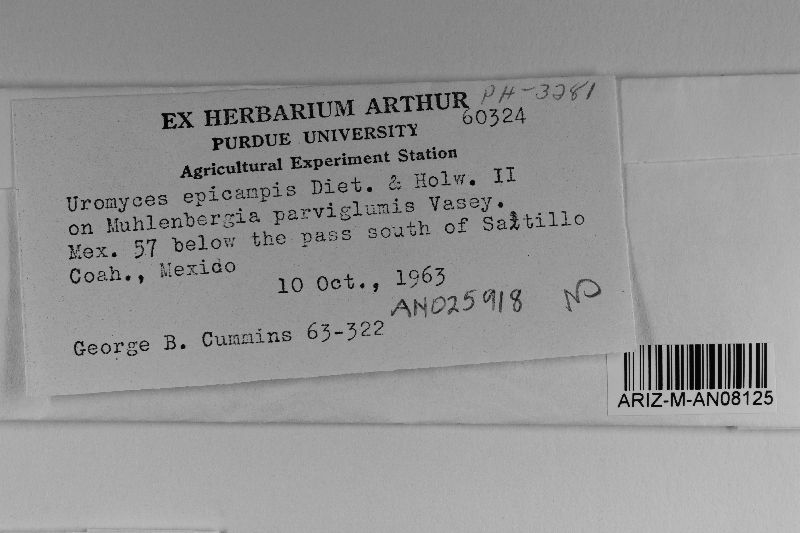 EX HERBARIUM ARTHUR PH-3281
PURDUE UNIVERSITY 60324
Agricultural Experiment Station
Uromyces epicampis Diet. & Holw. II
on Muhlenbergia parviglumis Vasey.
Mex. 57 below the pass south of Saltillo
Coah., Mexico
10 Oct., 1963
AN025918 NO
George B. Cummins 63-322
ARIZ-M-AN08125